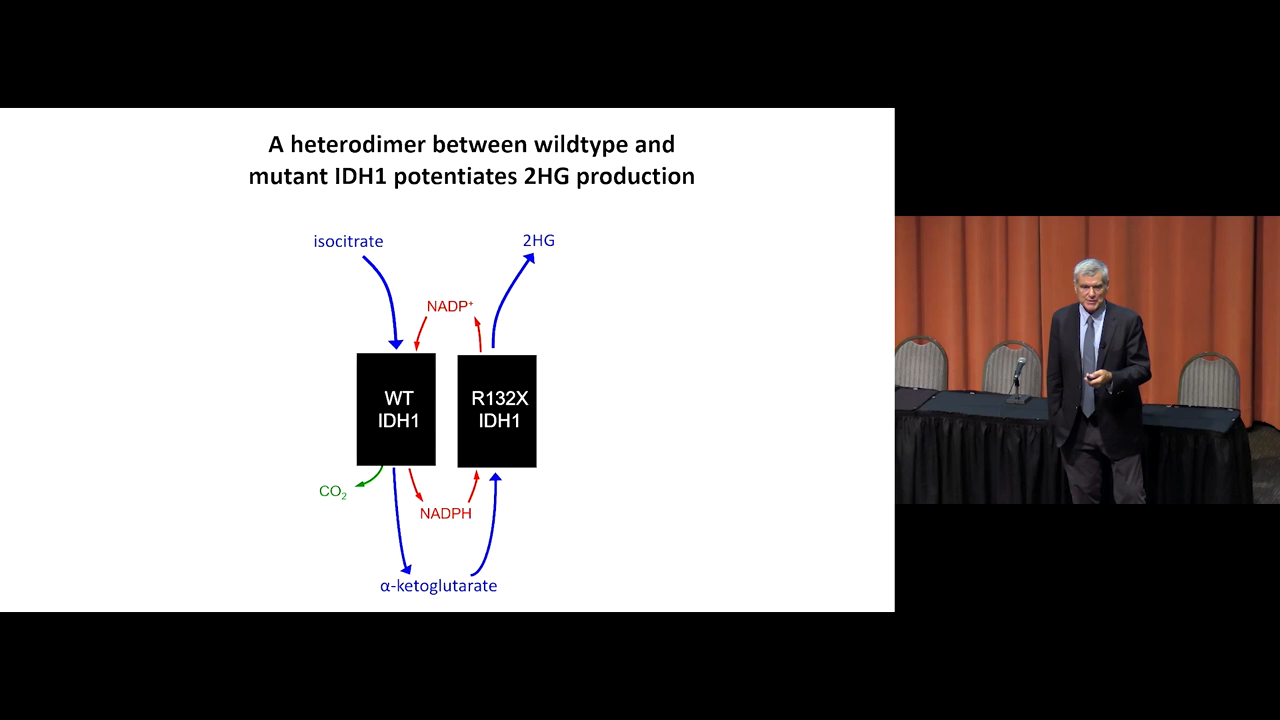 A heterodimer between wildtype and
mutant IDH1 potentiates 2HG production
isocitrate
2HG
NADP⁺
WT
IDH1
R132X
IDH1
CO₂
NADPH
α-ketoglutarate